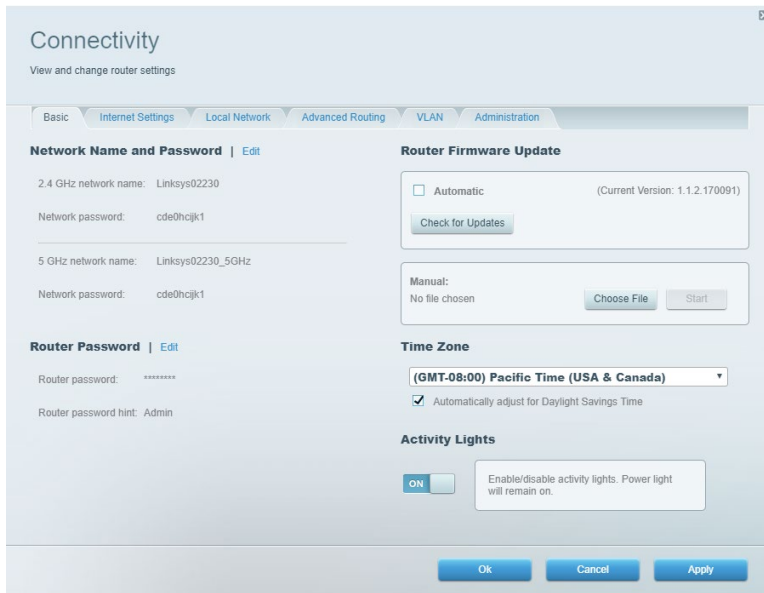 Connectivity
View and change router settings
Basic
Internet Settings
Local Network
Advanced Routing
VLAN
Administration
Network Name and Password | Edit
2.4 GHz network name: Linksys02230
Network password: cde0hcijk1
5 GHz network name: Linksys02230_5GHz
Network password: cde0hcijk1
Router Password | Edit
Router password: ********
Router password hint: Admin
Router Firmware Update
Automatic
(Current Version: 1.1.2.170091)
Check for Updates
Manual:
No file chosen
Choose File
Start
Time Zone
(GMT-08:00) Pacific Time (USA & Canada)
Automatically adjust for Daylight Savings Time
Activity Lights
ON
Enable/disable activity lights. Power light
will remain on.
Ok
Cancel
Apply